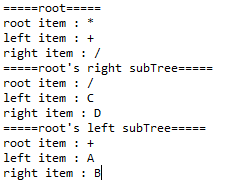 =====root=====
root item : *
left item : +
right item : /
=====root's right subTree=====
root item : /
left item : C
right item : D
=====root's left subTree=====
root item : +
left item : A
right item : B